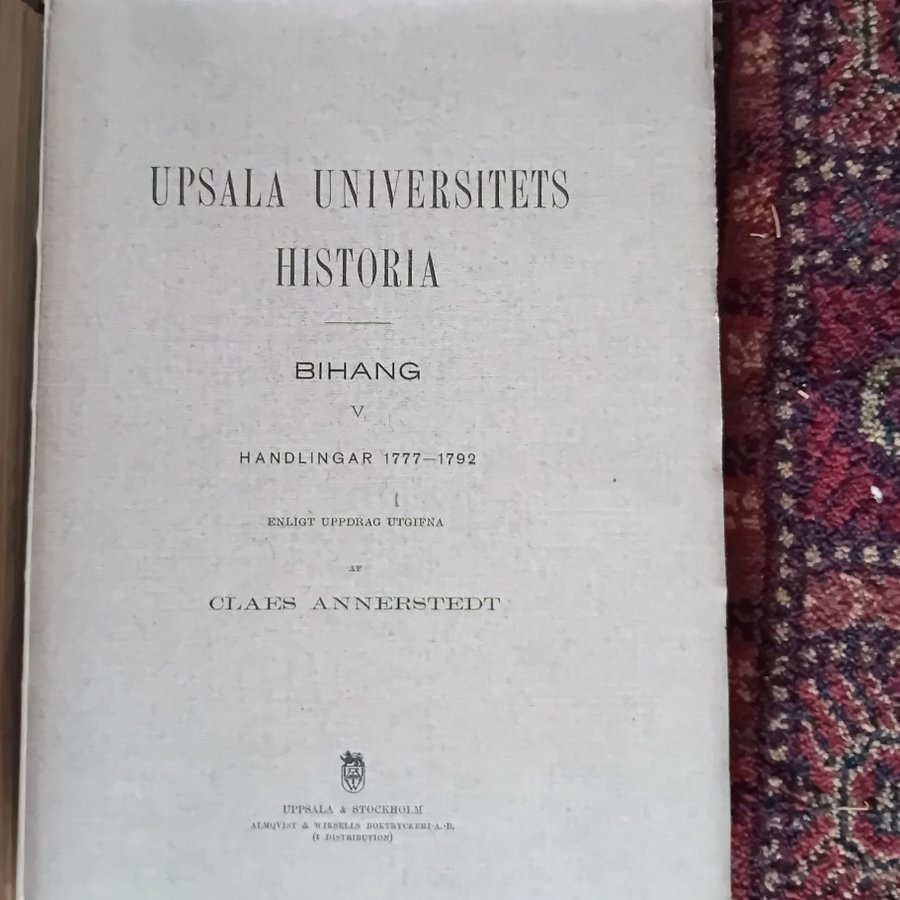 UPSALA UNIVERSITETS
HISTORIA
BIHANG
V
HANDLINGAR 1777—1792
ENLIGT UPPDRAG UTGIFNA
AF
CLAES ANNERSTEDT
UPPSALA & STOCKHOLM
ALMQVIST & WIKSELLS BOKTRYCKERI-A.-B.
(I DISTRIBUTION)